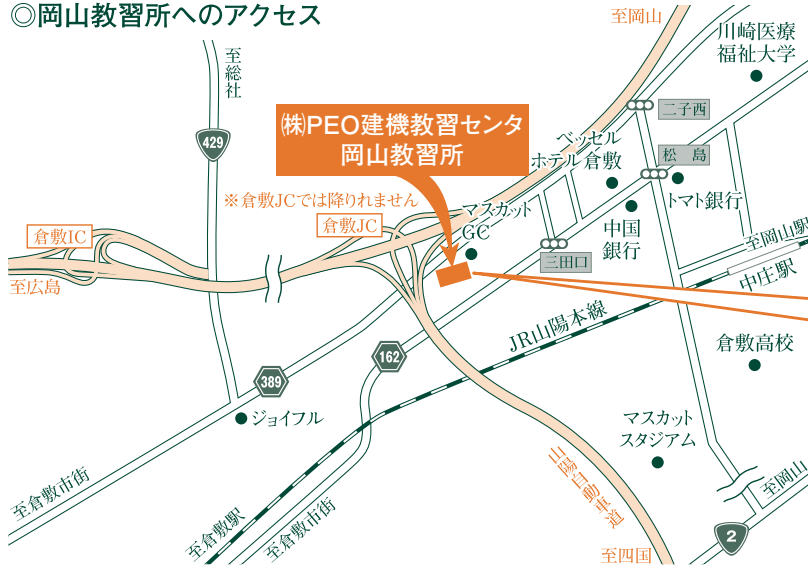 ◎岡山教習所へのアクセス
至岡山
川崎医療
福祉大学
至総社
429
㈱PEO建機教習センタ
岡山教習所
二子西
ベッセル
ホテル倉敷
松島
トマト銀行
※倉敷JCでは降りれません
倉敷JC
マスカット
GC
中国
銀行
倉敷IC
三田口
至岡山駅
中庄駅
至広島
JR山陽本線
倉敷高校
162
389
ジョイフル
マスカット
スタジアム
山陽自動車道
至倉敷市街
至倉敷駅
至倉敷市街
至岡山
2
至四国